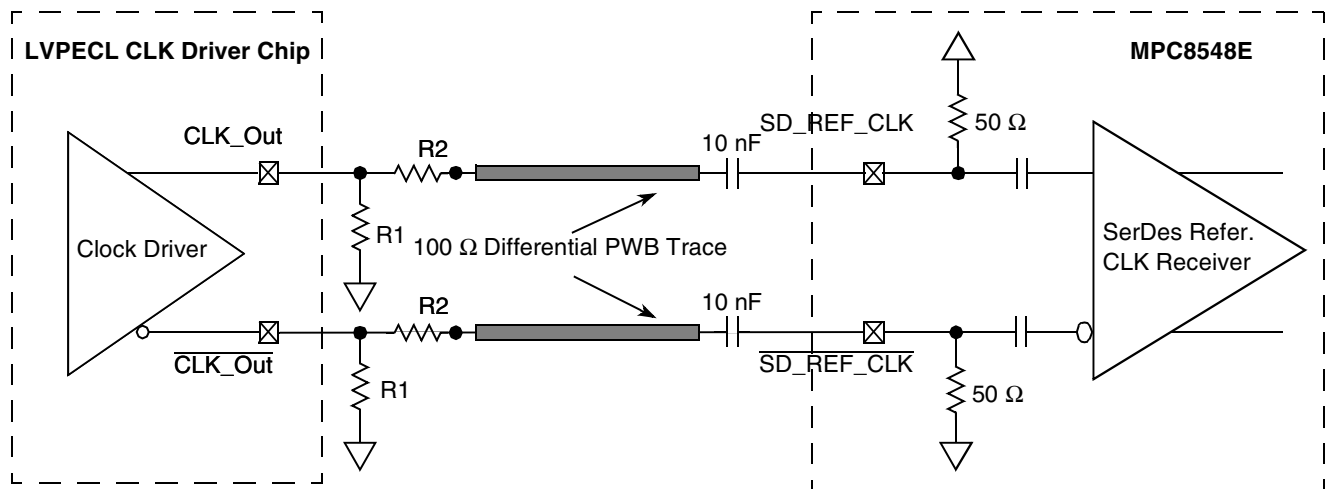 LVPECL CLK Driver Chip
MPC8548E
CLK_Out
R2
10 nF
SD_REF_CLK
50 Ω
Clock Driver
R1
100 Ω Differential PWB Trace
SerDes Refer.
CLK Receiver
CLK_Out
R2
10 nF
SD_REF_CLK
R1
50 Ω